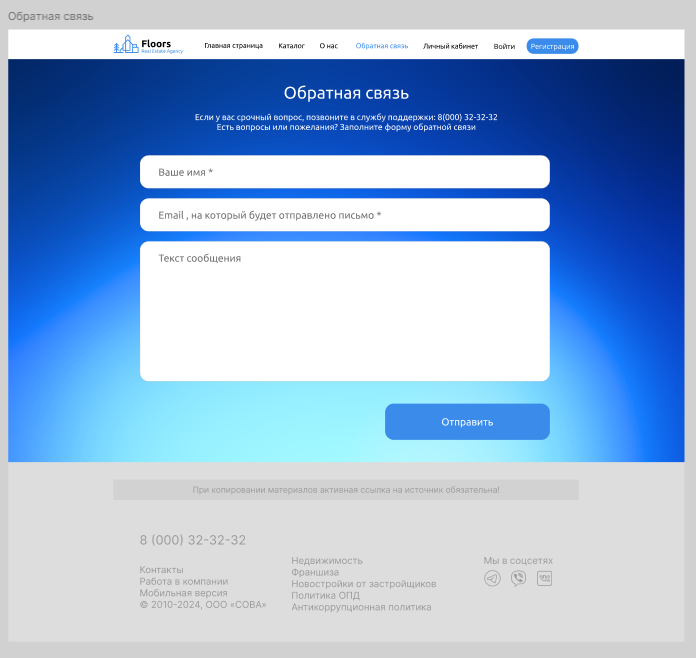 Обратная связь
Floors
Real Estate Agency
Главная страница
Каталог
О нас
Обратная связь
Личный кабинет
Войти
Регистрация
Обратная связь
Если у вас срочный вопрос, позвоните в службу поддержки: 8(000) 32-32-32
Есть вопросы или пожелания? Заполните форму обратной связи
Ваше имя *
Email , на который будет отправлено письмо *
Текст сообщения
Отправить
При копировании материалов активная ссылка на источник обязательна!
8 (000) 32-32-32
Контакты
Работа в компании
Мобильная версия
© 2010-2024, ООО «СОВА»
Недвижимость
Франшиза
Новостройки от застройщиков
Политика ОПД
Антикоррупционная политика
Мы в соцсетях